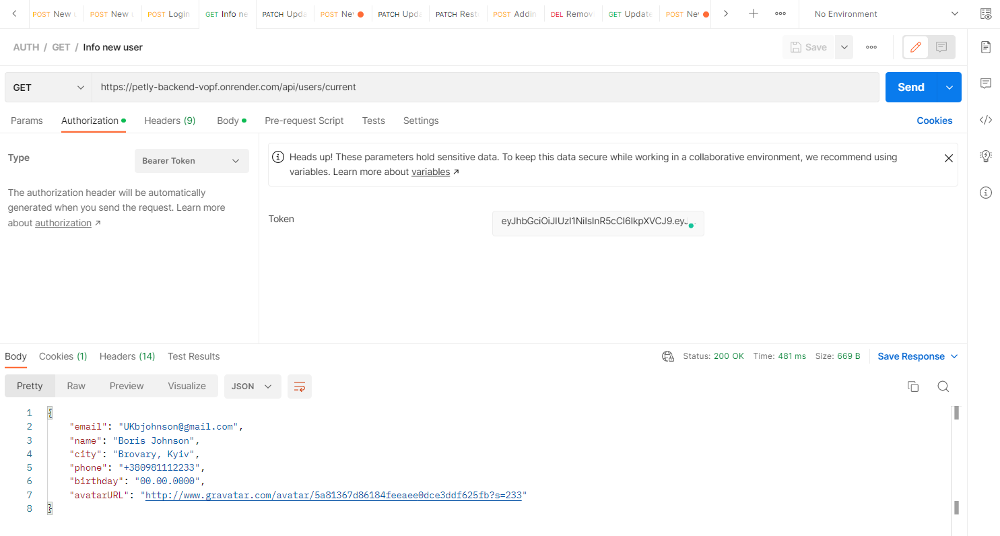 POST New u POST New u POST Login GET Info ne PATCH Upda POST Ne PATCH Upda PATCH Rest POST Addin DEL Remov GET Update POST Ne No Environment
AUTH / GET / Info new user Save
GET https://petly-backend-vopf.onrender.com/api/users/current Send
Params Authorization Headers (9) Body Pre-request Script Tests Settings Cookies
Type Bearer Token
The authorization header will be automatically
generated when you send the request. Learn more
about authorization ↗
Heads up! These parameters hold sensitive data. To keep this data secure while working in a collaborative environment, we recommend using
variables. Learn more about variables ↗
Token eyJhbGciOiJIUzI1NiIsInR5cCI6IkpXVCJ9.eyJ
Body Cookies (1) Headers (14) Test Results Status: 200 OK Time: 481 ms Size: 669 B Save Response
Pretty Raw Preview Visualize JSON
1 {
2 "email": "UKbjohnson@gmail.com",
3 "name": "Boris Johnson",
4 "city": "Brovary, Kyiv",
5 "phone": "+380981112233",
6 "birthday": "00.00.0000",
7 "avatarURL": "http://www.gravatar.com/avatar/5a81367d86184feeaee0dce3ddf625fb?s=233"
8 }